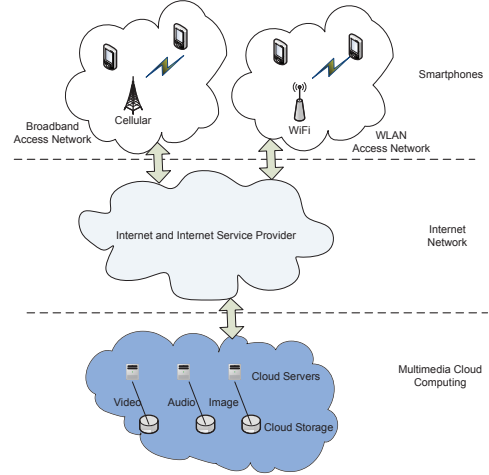 Smartphones
Cellular
WiFi
Broadband
Access Network
WLAN
Access Network
Internet and Internet Service Provider
Internet
Network
Cloud Servers
Multimedia Cloud
Computing
Video Audio Image
Cloud Storage